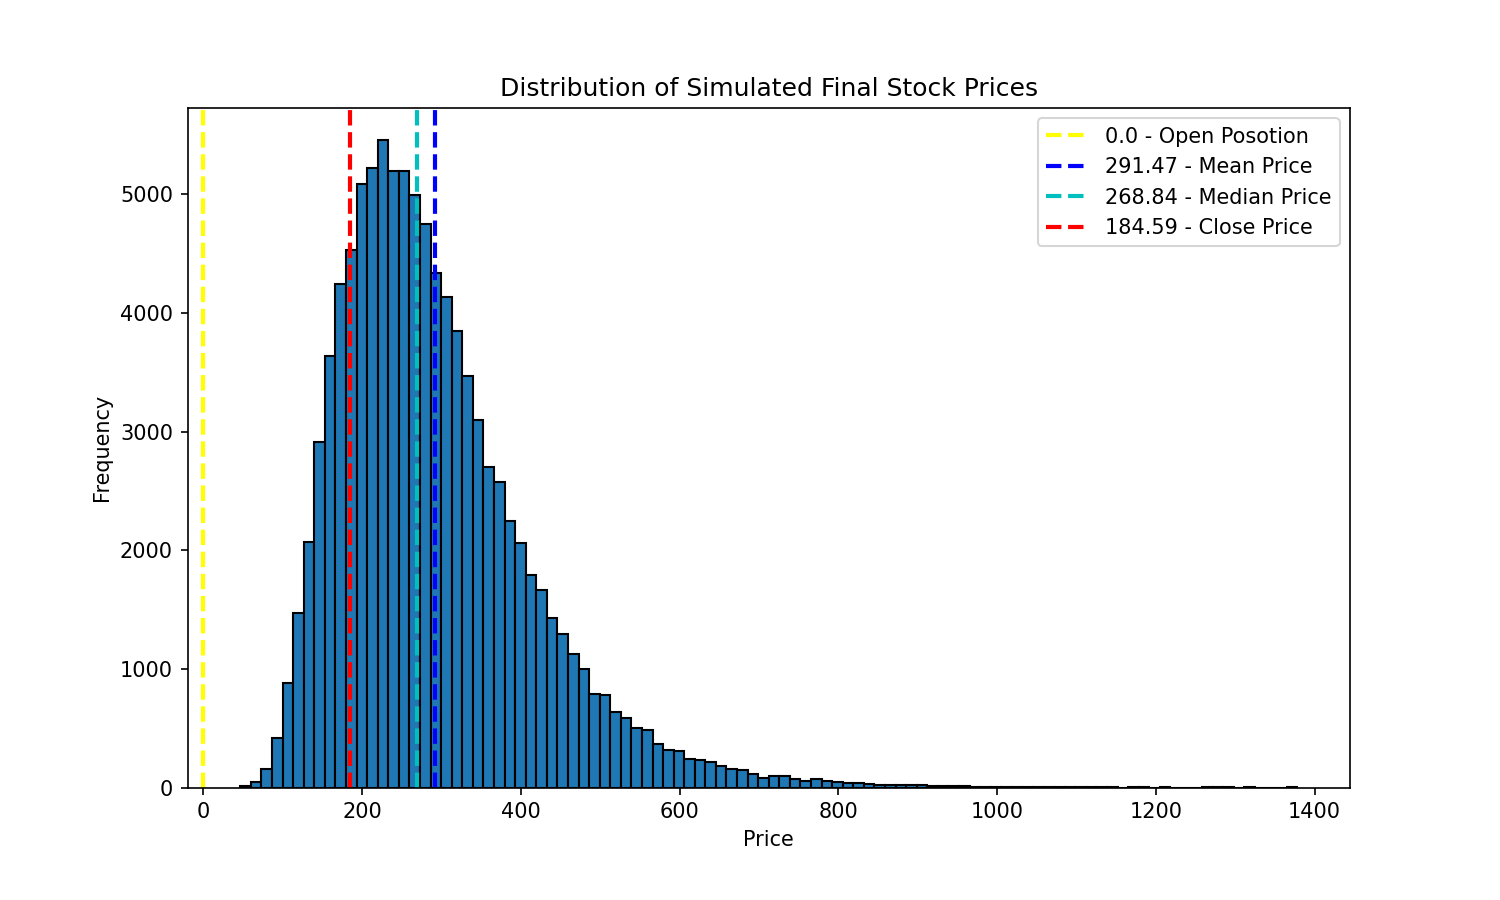 Distribution of Simulated Final Stock Prices
0.0 - Open Posotion
291.47 - Mean Price
268.84 - Median Price
184.59 - Close Price
Frequency
5000
4000
3000
2000
1000
0
0 200 400 600 800 1000 1200 1400
Price